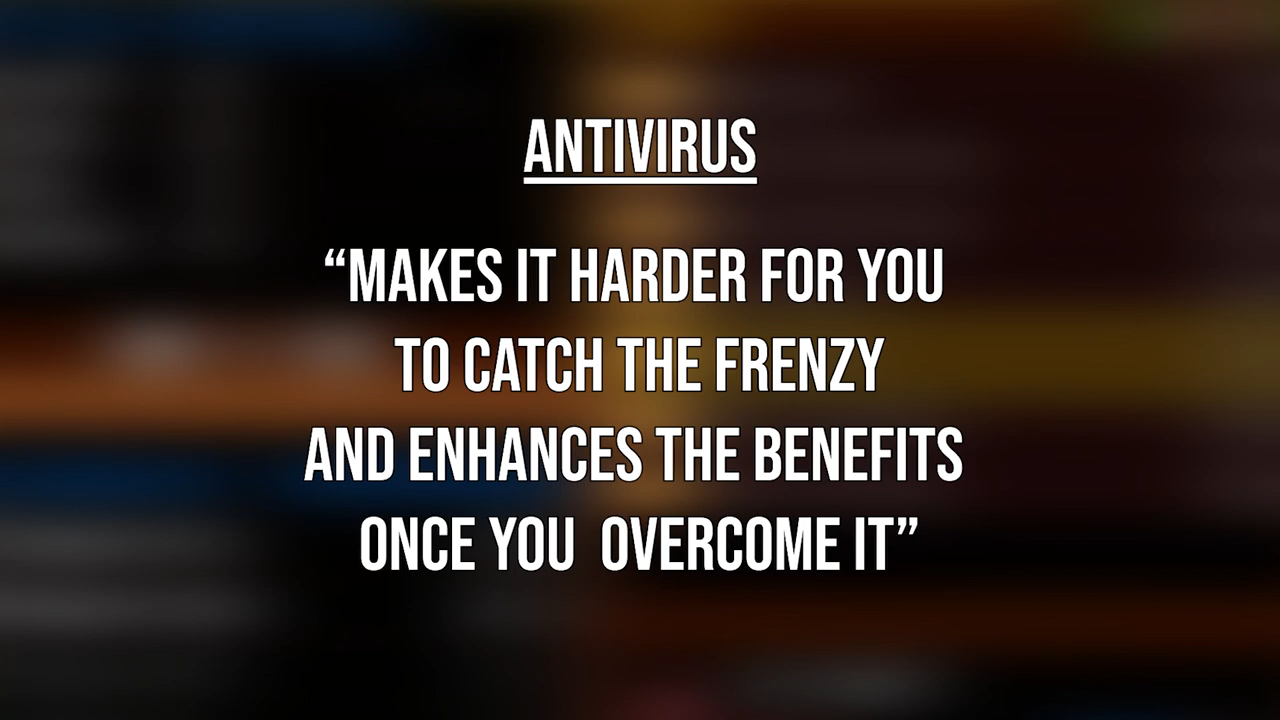 ANTIVIRUS
“MAKES IT HARDER FOR YOU
TO CATCH THE FRENZY
AND ENHANCES THE BENEFITS
ONCE YOU  OVERCOME IT”